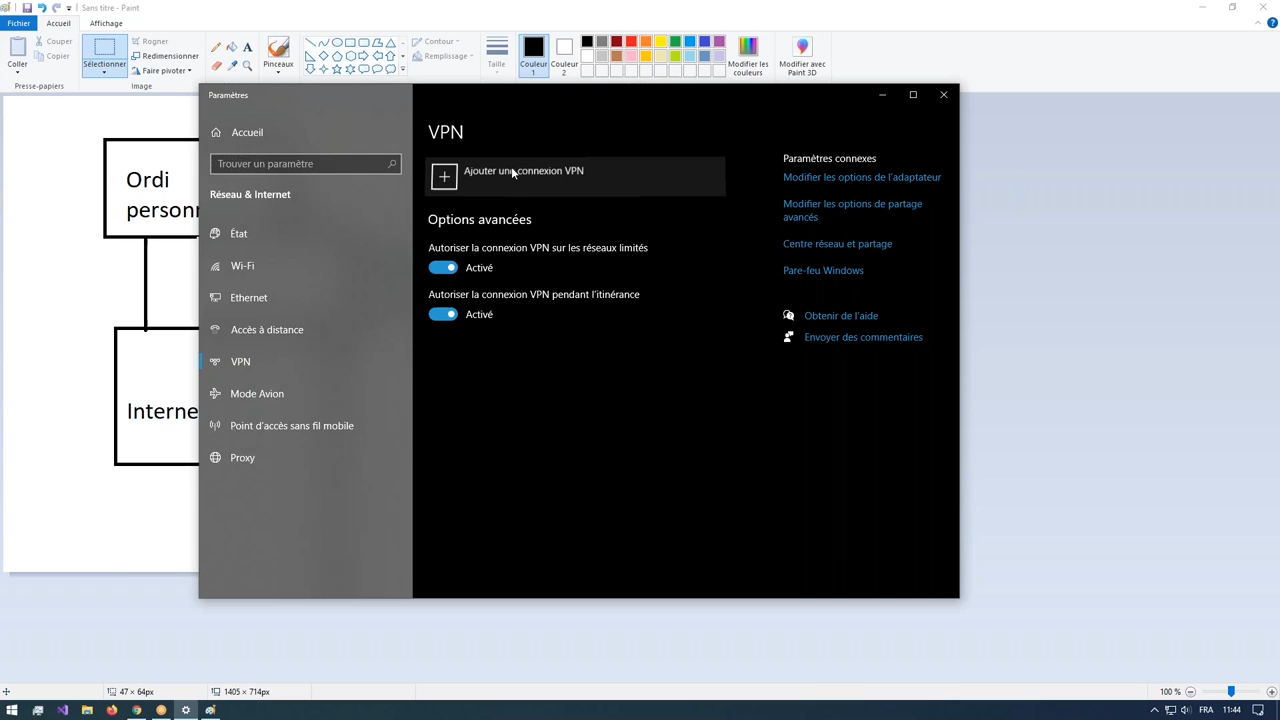 Sans titre - Paint
Fichier
Accueil
Affichage
Coller
Couper
Copier
Presse-papiers
Sélectionner
Rogner
Redimensionner
Faire pivoter
Image
Pinceaux
Contour
Remplissage
Taille
Couleur
1
Couleur
2
Modifier les
couleurs
Modifier avec
Paint 3D
Ordi
personn
Interne
Paramètres
Accueil
Trouver un paramètre
Réseau & Internet
État
Wi-Fi
Ethernet
Accès à distance
VPN
Mode Avion
Point d'accès sans fil mobile
Proxy
VPN
Ajouter une connexion VPN
Options avancées
Autoriser la connexion VPN sur les réseaux limités
Activé
Autoriser la connexion VPN pendant l'itinérance
Activé
Paramètres connexes
Modifier les options de l'adaptateur
Modifier les options de partage
avancés
Centre réseau et partage
Pare-feu Windows
Obtenir de l'aide
Envoyer des commentaires
47 × 64px
1405 × 714px
100 %
FRA
11:44